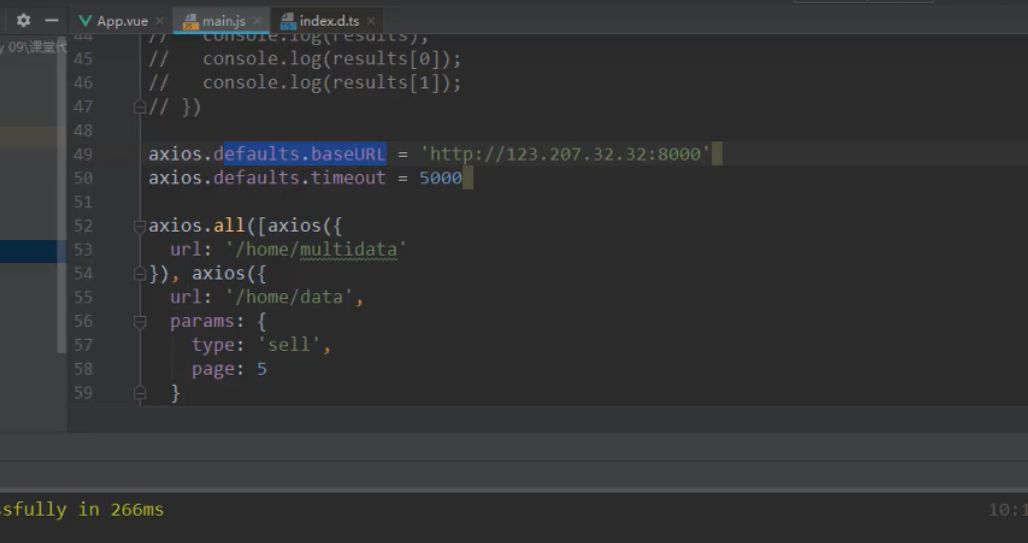 App.vue
main.js
index.d.ts
y 09\课堂代
44 // console.log(results);
45 // console.log(results[0]);
46 // console.log(results[1]);
47 // })
48
49 axios.defaults.baseURL = 'http://123.207.32.32:8000'
50 axios.defaults.timeout = 5000
51
52 axios.all([axios({
53 url: '/home/multidata'
54 }), axios({
55 url: '/home/data',
56 params: {
57 type: 'sell',
58 page: 5
59 }
ssfully in 266ms
10:1